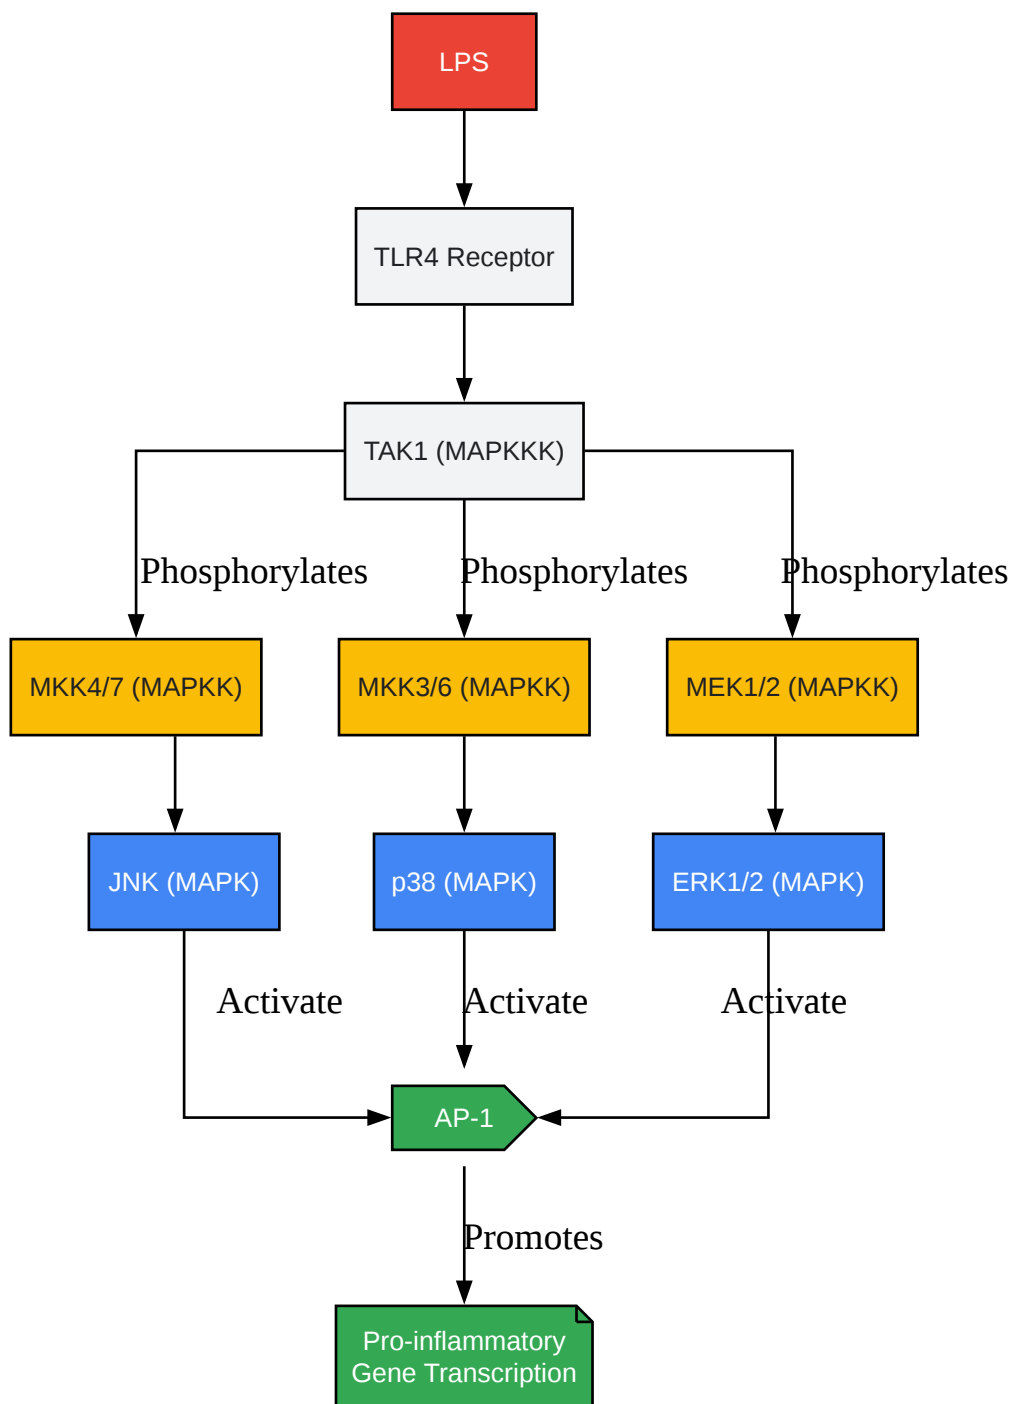 LPS
TLR4 Receptor
TAK1 (MAPKKK)
Phosphorylates
Phosphorylates
Phosphorylates
MKK4/7 (MAPKK)
MKK3/6 (MAPKK)
MEK1/2 (MAPKK)
JNK (MAPK)
p38 (MAPK)
ERK1/2 (MAPK)
Activate
Activate
Activate
AP-1
Promotes
Pro-inflammatory
Gene Transcription